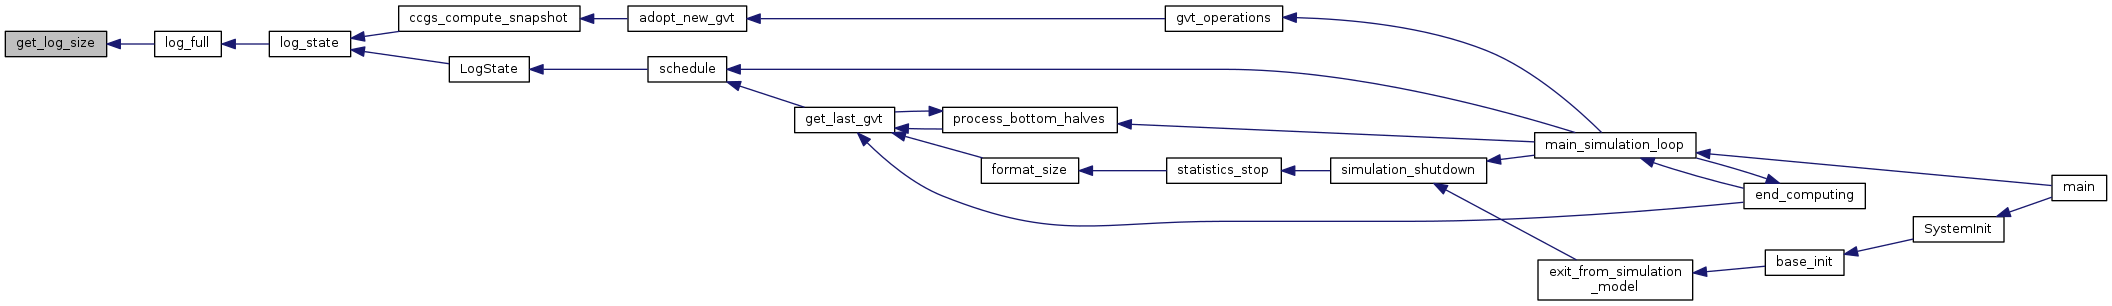 get_log_size
log_full
log_state
ccgs_compute_snapshot
adopt_new_gvt
gvt_operations
LogState
schedule
get_last_gvt
process_bottom_halves
format_size
statistics_stop
simulation_shutdown
main_simulation_loop
end_computing
main
exit_from_simulation
_model
base_init
SystemInit